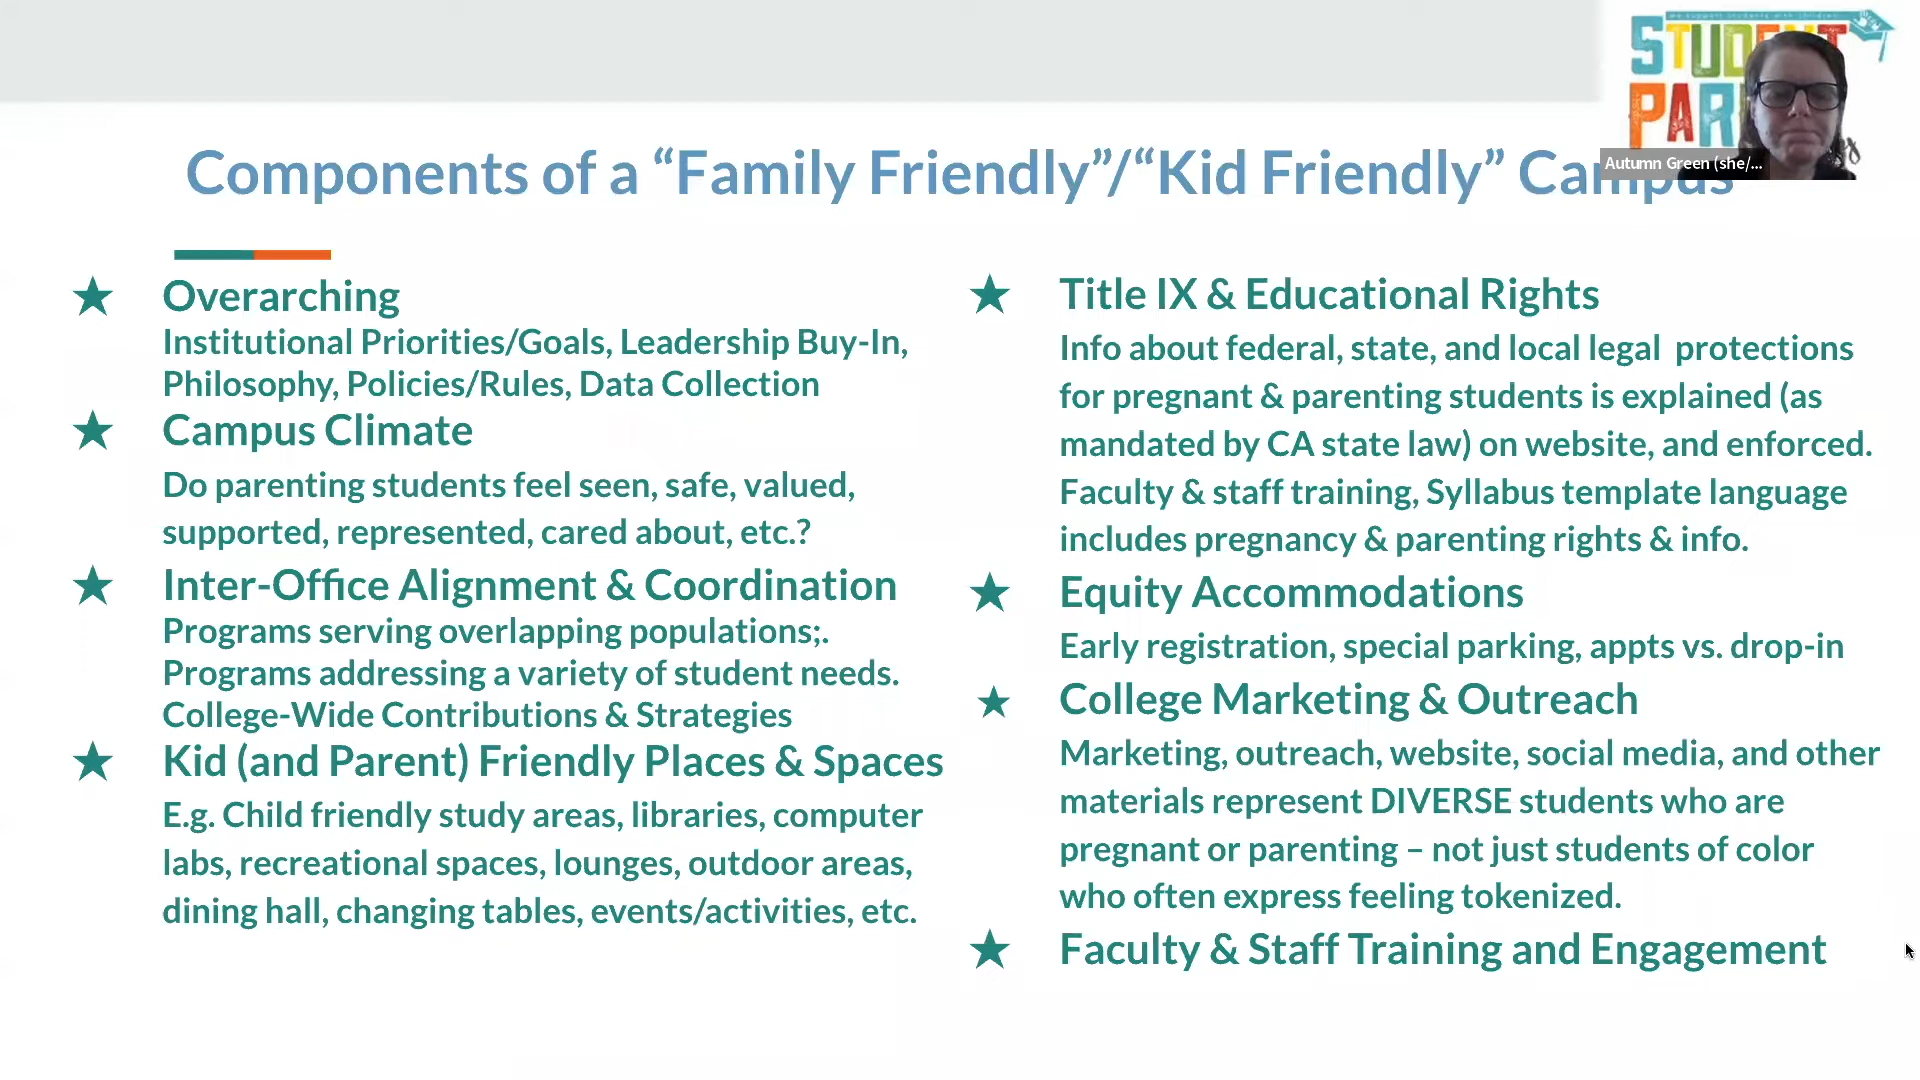 we support students with children
STUDENT
PAR
Autumn Green (she/...
Components of a “Family Friendly”/“Kid Friendly” Campus
★ Overarching
Institutional Priorities/Goals, Leadership Buy-In,
Philosophy, Policies/Rules, Data Collection
★ Campus Climate
Do parenting students feel seen, safe, valued,
supported, represented, cared about, etc.?
★ Inter-Office Alignment & Coordination
Programs serving overlapping populations;.
Programs addressing a variety of student needs.
College-Wide Contributions & Strategies
★ Kid (and Parent) Friendly Places & Spaces
E.g. Child friendly study areas, libraries, computer
labs, recreational spaces, lounges, outdoor areas,
dining hall, changing tables, events/activities, etc.
★ Title IX & Educational Rights
Info about federal, state, and local legal protections
for pregnant & parenting students is explained (as
mandated by CA state law) on website, and enforced.
Faculty & staff training, Syllabus template language
includes pregnancy & parenting rights & info.
★ Equity Accommodations
Early registration, special parking, appts vs. drop-in
★ College Marketing & Outreach
Marketing, outreach, website, social media, and other
materials represent DIVERSE students who are
pregnant or parenting – not just students of color
who often express feeling tokenized.
★ Faculty & Staff Training and Engagement